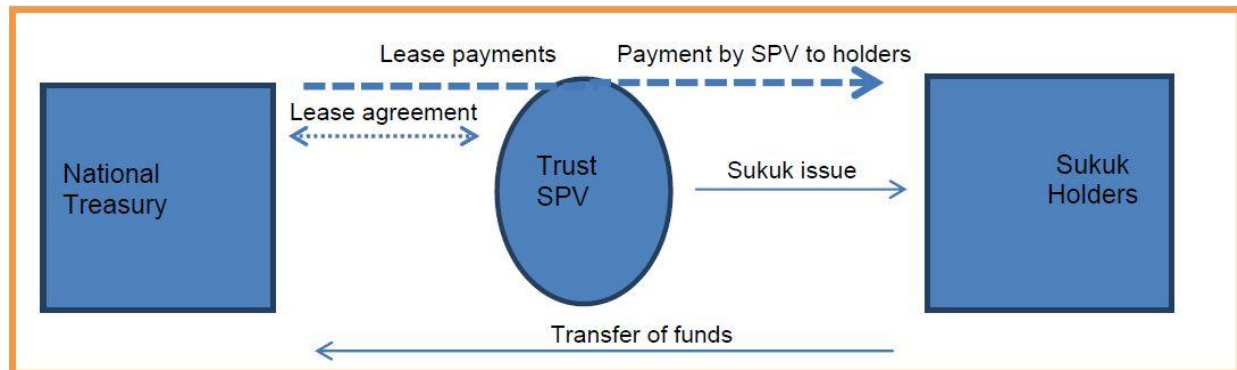 Lease payments
Payment by SPV to holders
Lease agreement
National
Treasury
Trust
SPV
Sukuk issue
Sukuk
Holders
Transfer of funds